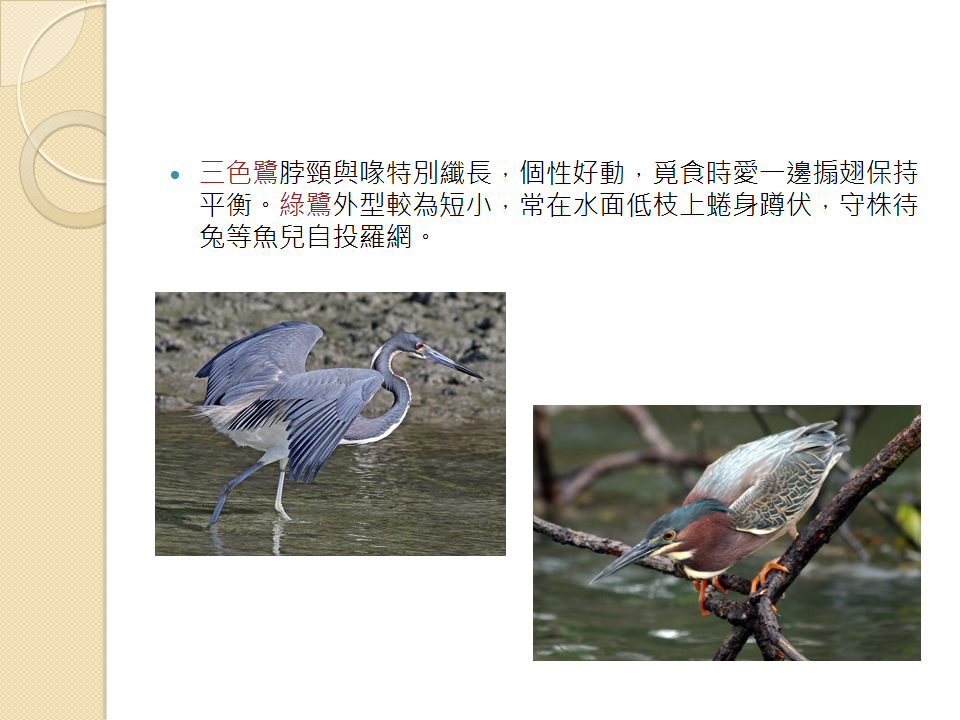 三色鷺脖頸與喙特別纖長，個性好動，覓食時愛一邊搧翅保持
平衡。綠鷺外型較為短小，常在水面低枝上蜷身蹲伏，守株待
兔等魚兒自投羅網。